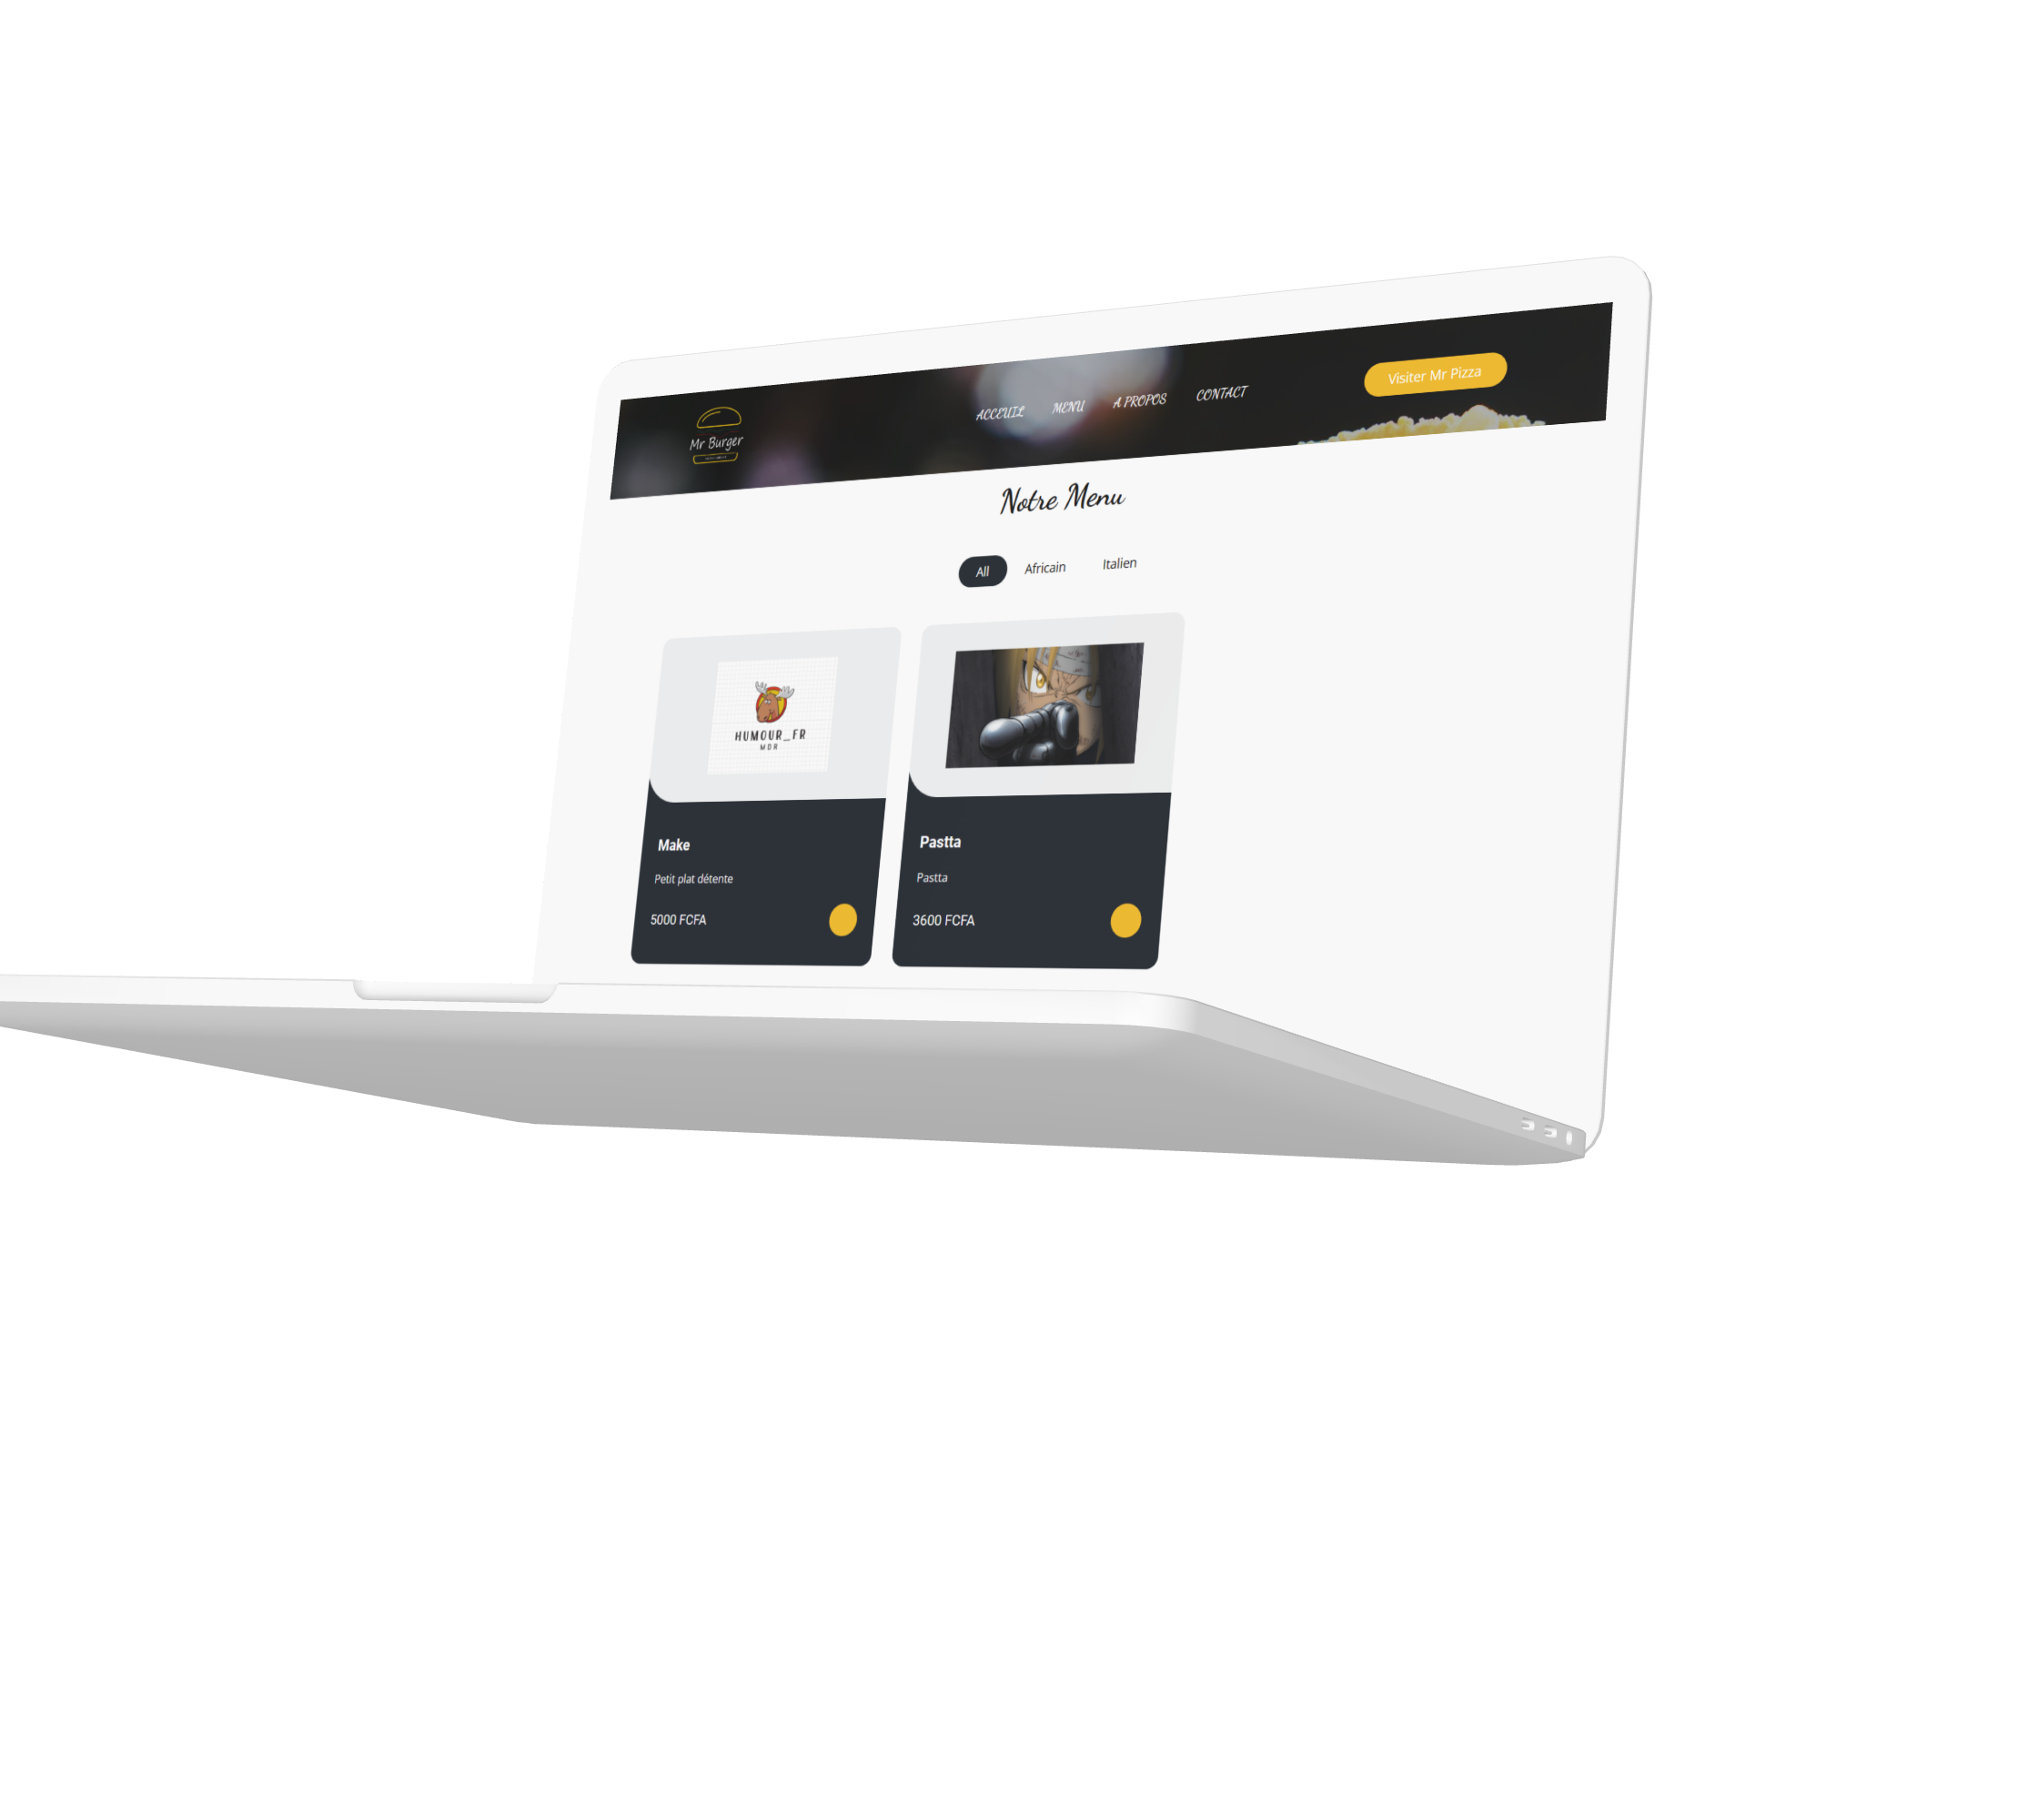 Mr Burger
ACCEUIL MENU A PROPOS CONTACT
Visiter Mr Pizza
Notre Menu
All Africain Italien
HUMOUR_FR
MDR
Make
Petit plat détente
5000 FCFA
Pastta
Pastta
3600 FCFA